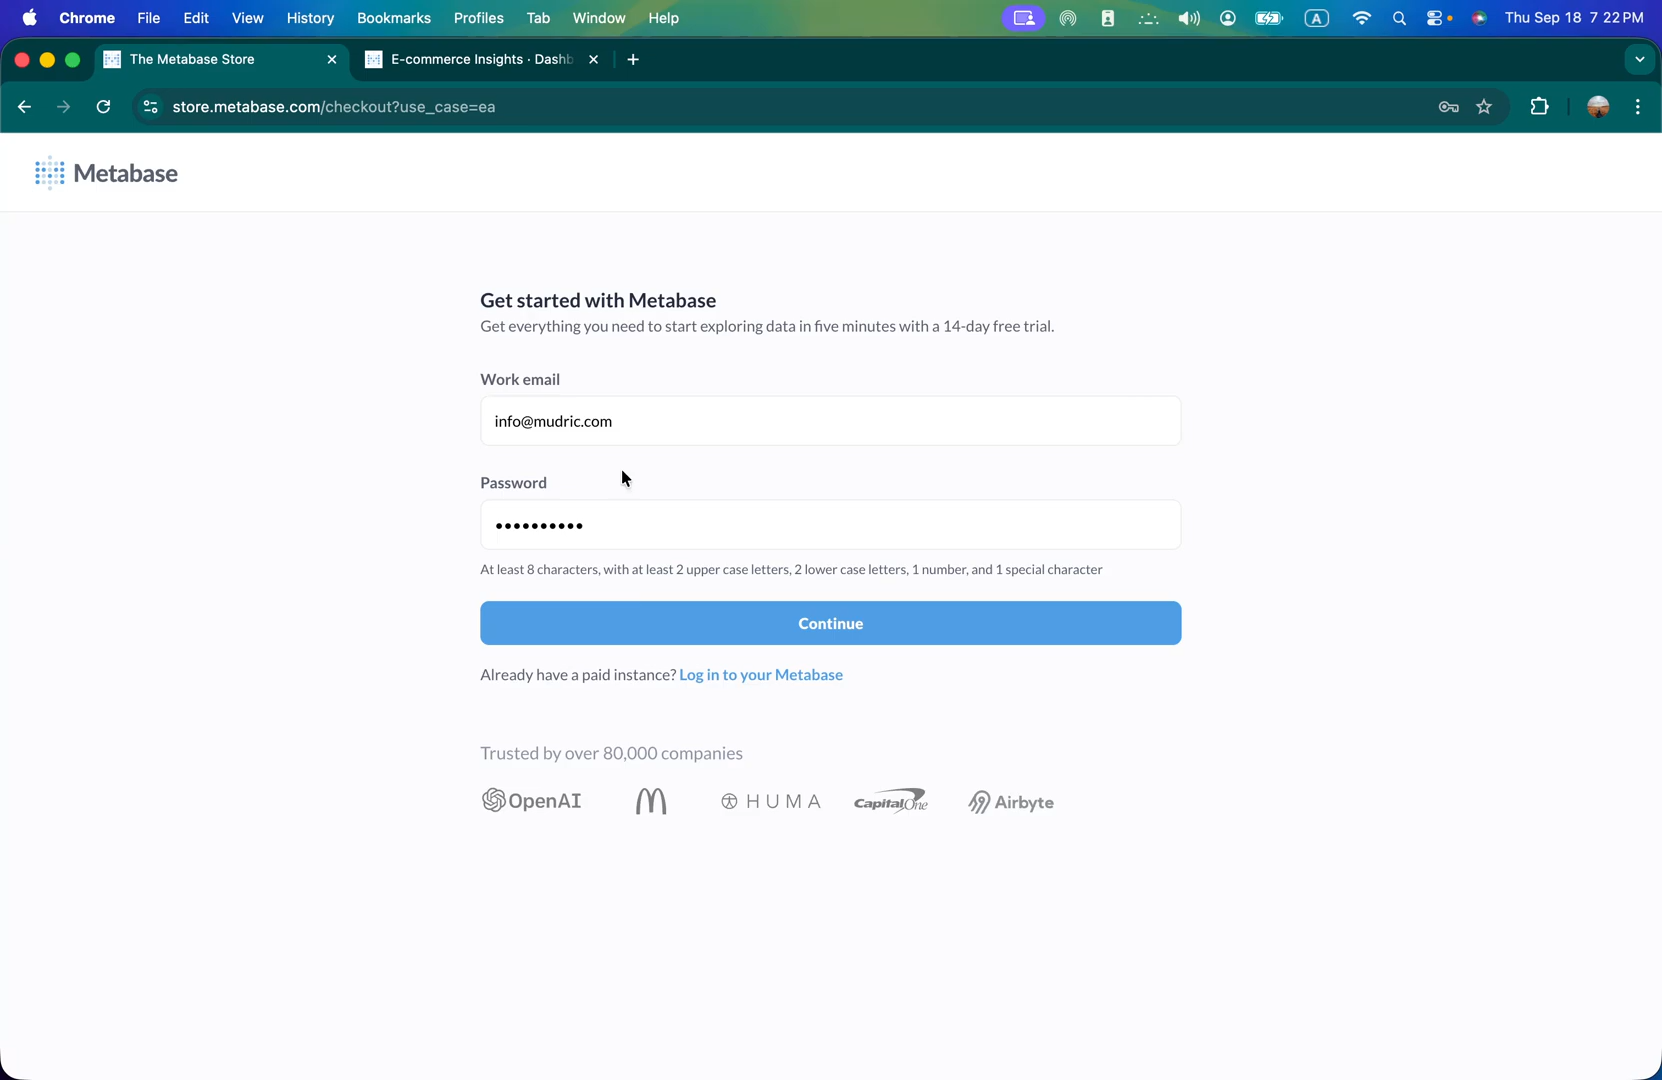 Chrome File Edit View History Bookmarks Profiles Tab Window Help A Thu Sep 18 7 22 PM
The Metabase Store E-commerce Insights · Dashb
store.metabase.com/checkout?use_case=ea
Metabase
Get started with Metabase
Get everything you need to start exploring data in five minutes with a 14-day free trial.
Work email
info@mudric.com
Password
••••••••••
At least 8 characters, with at least 2 upper case letters, 2 lower case letters, 1 number, and 1 special character
Continue
Already have a paid instance? Log in to your Metabase
Trusted by over 80,000 companies
OpenAI HUMA CapitalOne Airbyte